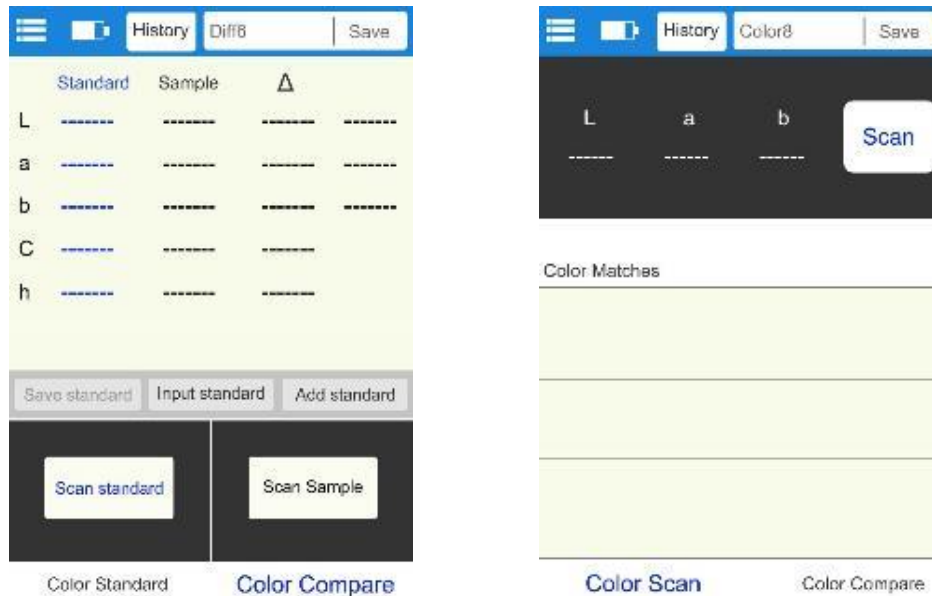 History Diff8 Save
Standard Sample Δ
L ------- ------- ------- -------
a ------- ------- ------- -------
b ------- ------- ------- -------
C ------- ------- -------
h ------- ------- -------
Save standard Input standard Add standard
Scan standard Scan Sample
Color Standard Color Compare
History Color8 Save
L a b
------ ------ ------
Scan
Color Matches
Color Scan Color Compare